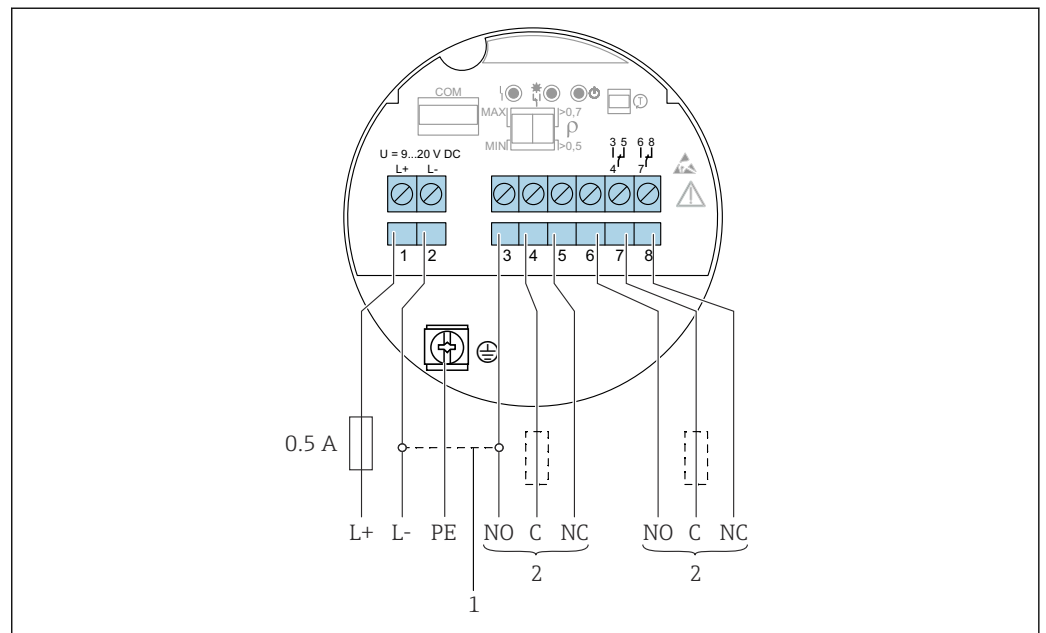 COM
MAX >0,7
ρ
MIN >0,5
U = 9...20 V DC
L+ L-
3 5 6 8
4 7
T
1 2 3 4 5 6 7 8
0.5 A
L+ L- PE NO C NC NO C NC
2 2
1